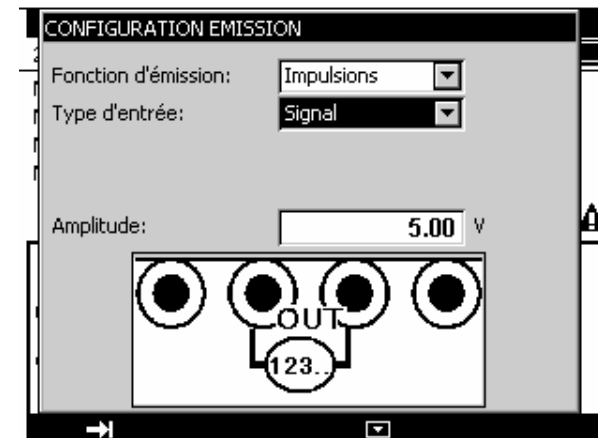 CONFIGURATION EMISSION
Fonction d'émission: Impulsions
Type d'entrée: Signal
Amplitude: 5.00 V
OUT
123..